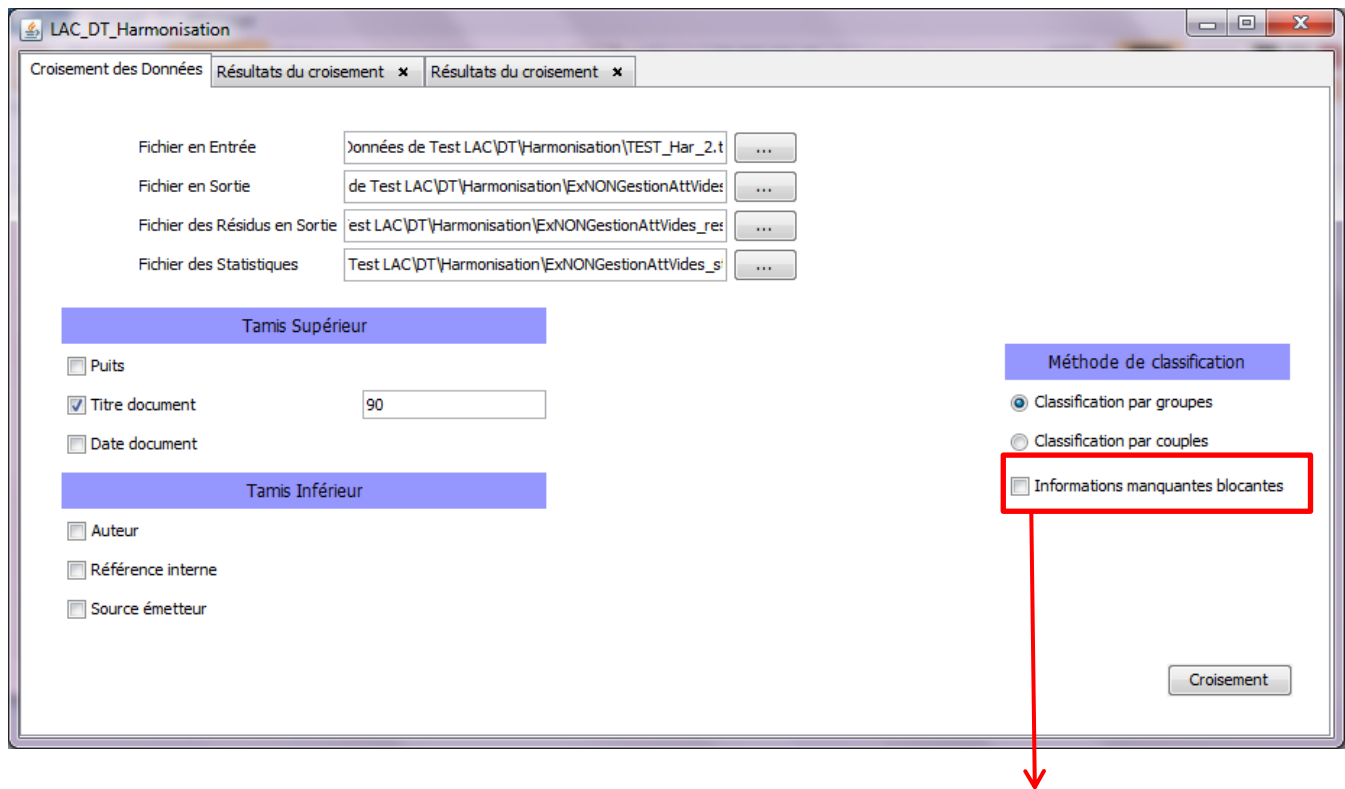 LAC_DT_Harmonisation
Croisement des Données Résultats du croisement Résultats du croisement
Fichier en Entrée Données de Test LAC\DT\Harmonisation\TEST_Har_2.t ...
Fichier en Sortie de Test LAC\DT\Harmonisation\ExNONGestionAttVides ...
Fichier des Résidus en Sortie est LAC\DT\Harmonisation\ExNONGestionAttVides_res ...
Fichier des Statistiques Test LAC\DT\Harmonisation\ExNONGestionAttVides_s ...
Tamis Supérieur
Puits
Titre document 90
Date document
Tamis Inférieur
Auteur
Référence interne
Source émetteur
Méthode de classification
Classification par groupes
Classification par couples
Informations manquantes blocantes
Croisement